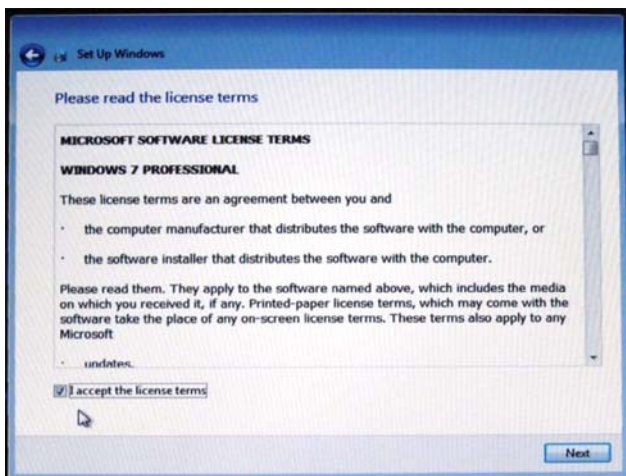 Set Up Windows
Please read the license terms
MICROSOFT SOFTWARE LICENSE TERMS
WINDOWS 7 PROFESSIONAL
These license terms are an agreement between you and
· the computer manufacturer that distributes the software with the computer, or
· the software installer that distributes the software with the computer.
Please read them. They apply to the software named above, which includes the media
on which you received it, if any. Printed-paper license terms, which may come with the
software take the place of any on-screen license terms. These terms also apply to any
Microsoft
· updates,
I accept the license terms
Next